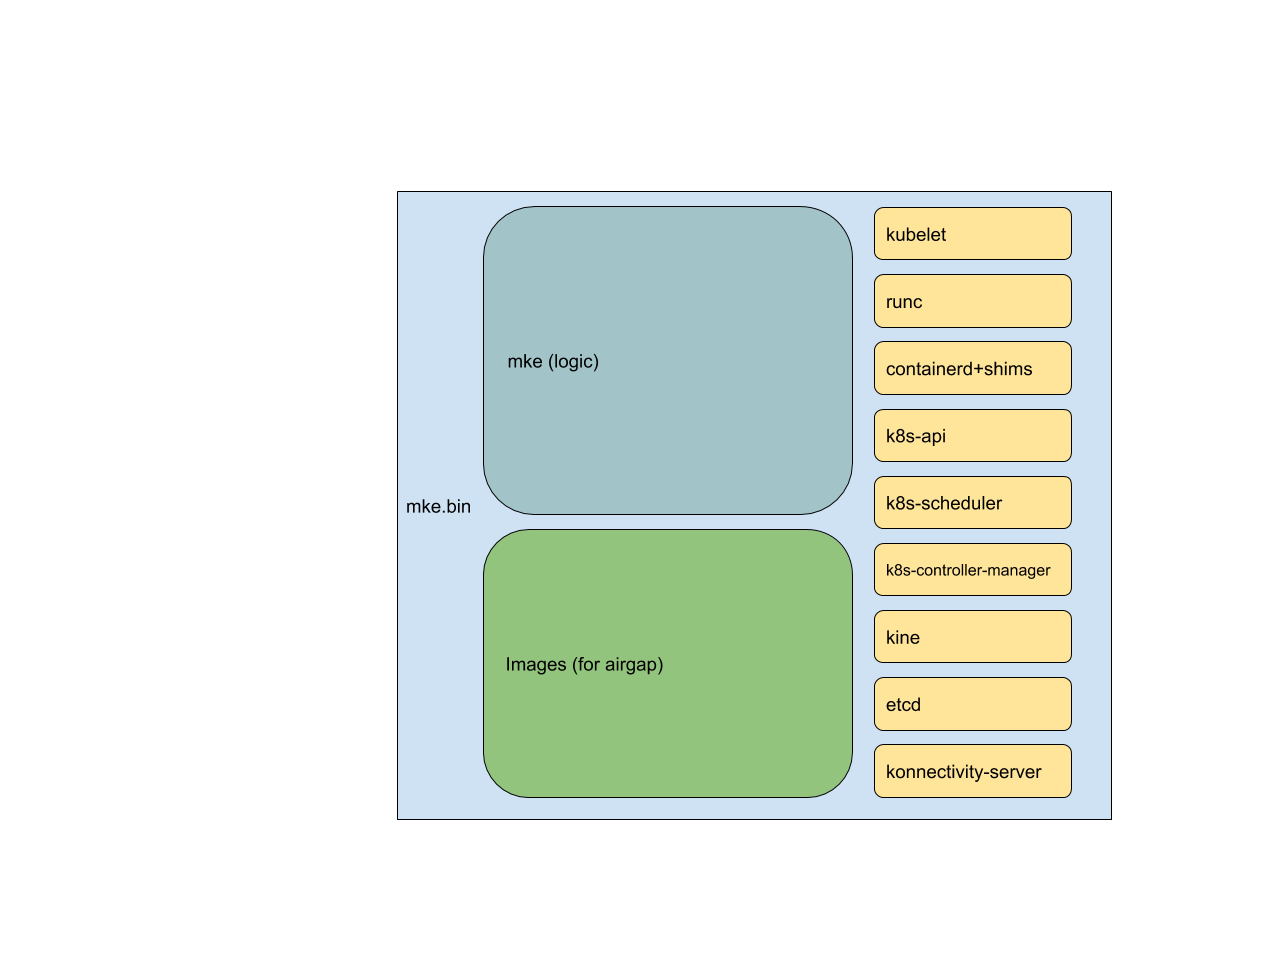 mke.bin
mke (logic)
Images (for airgap)
kubelet
runc
containerd+shims
k8s-api
k8s-scheduler
k8s-controller-manager
kine
etcd
konnectivity-server